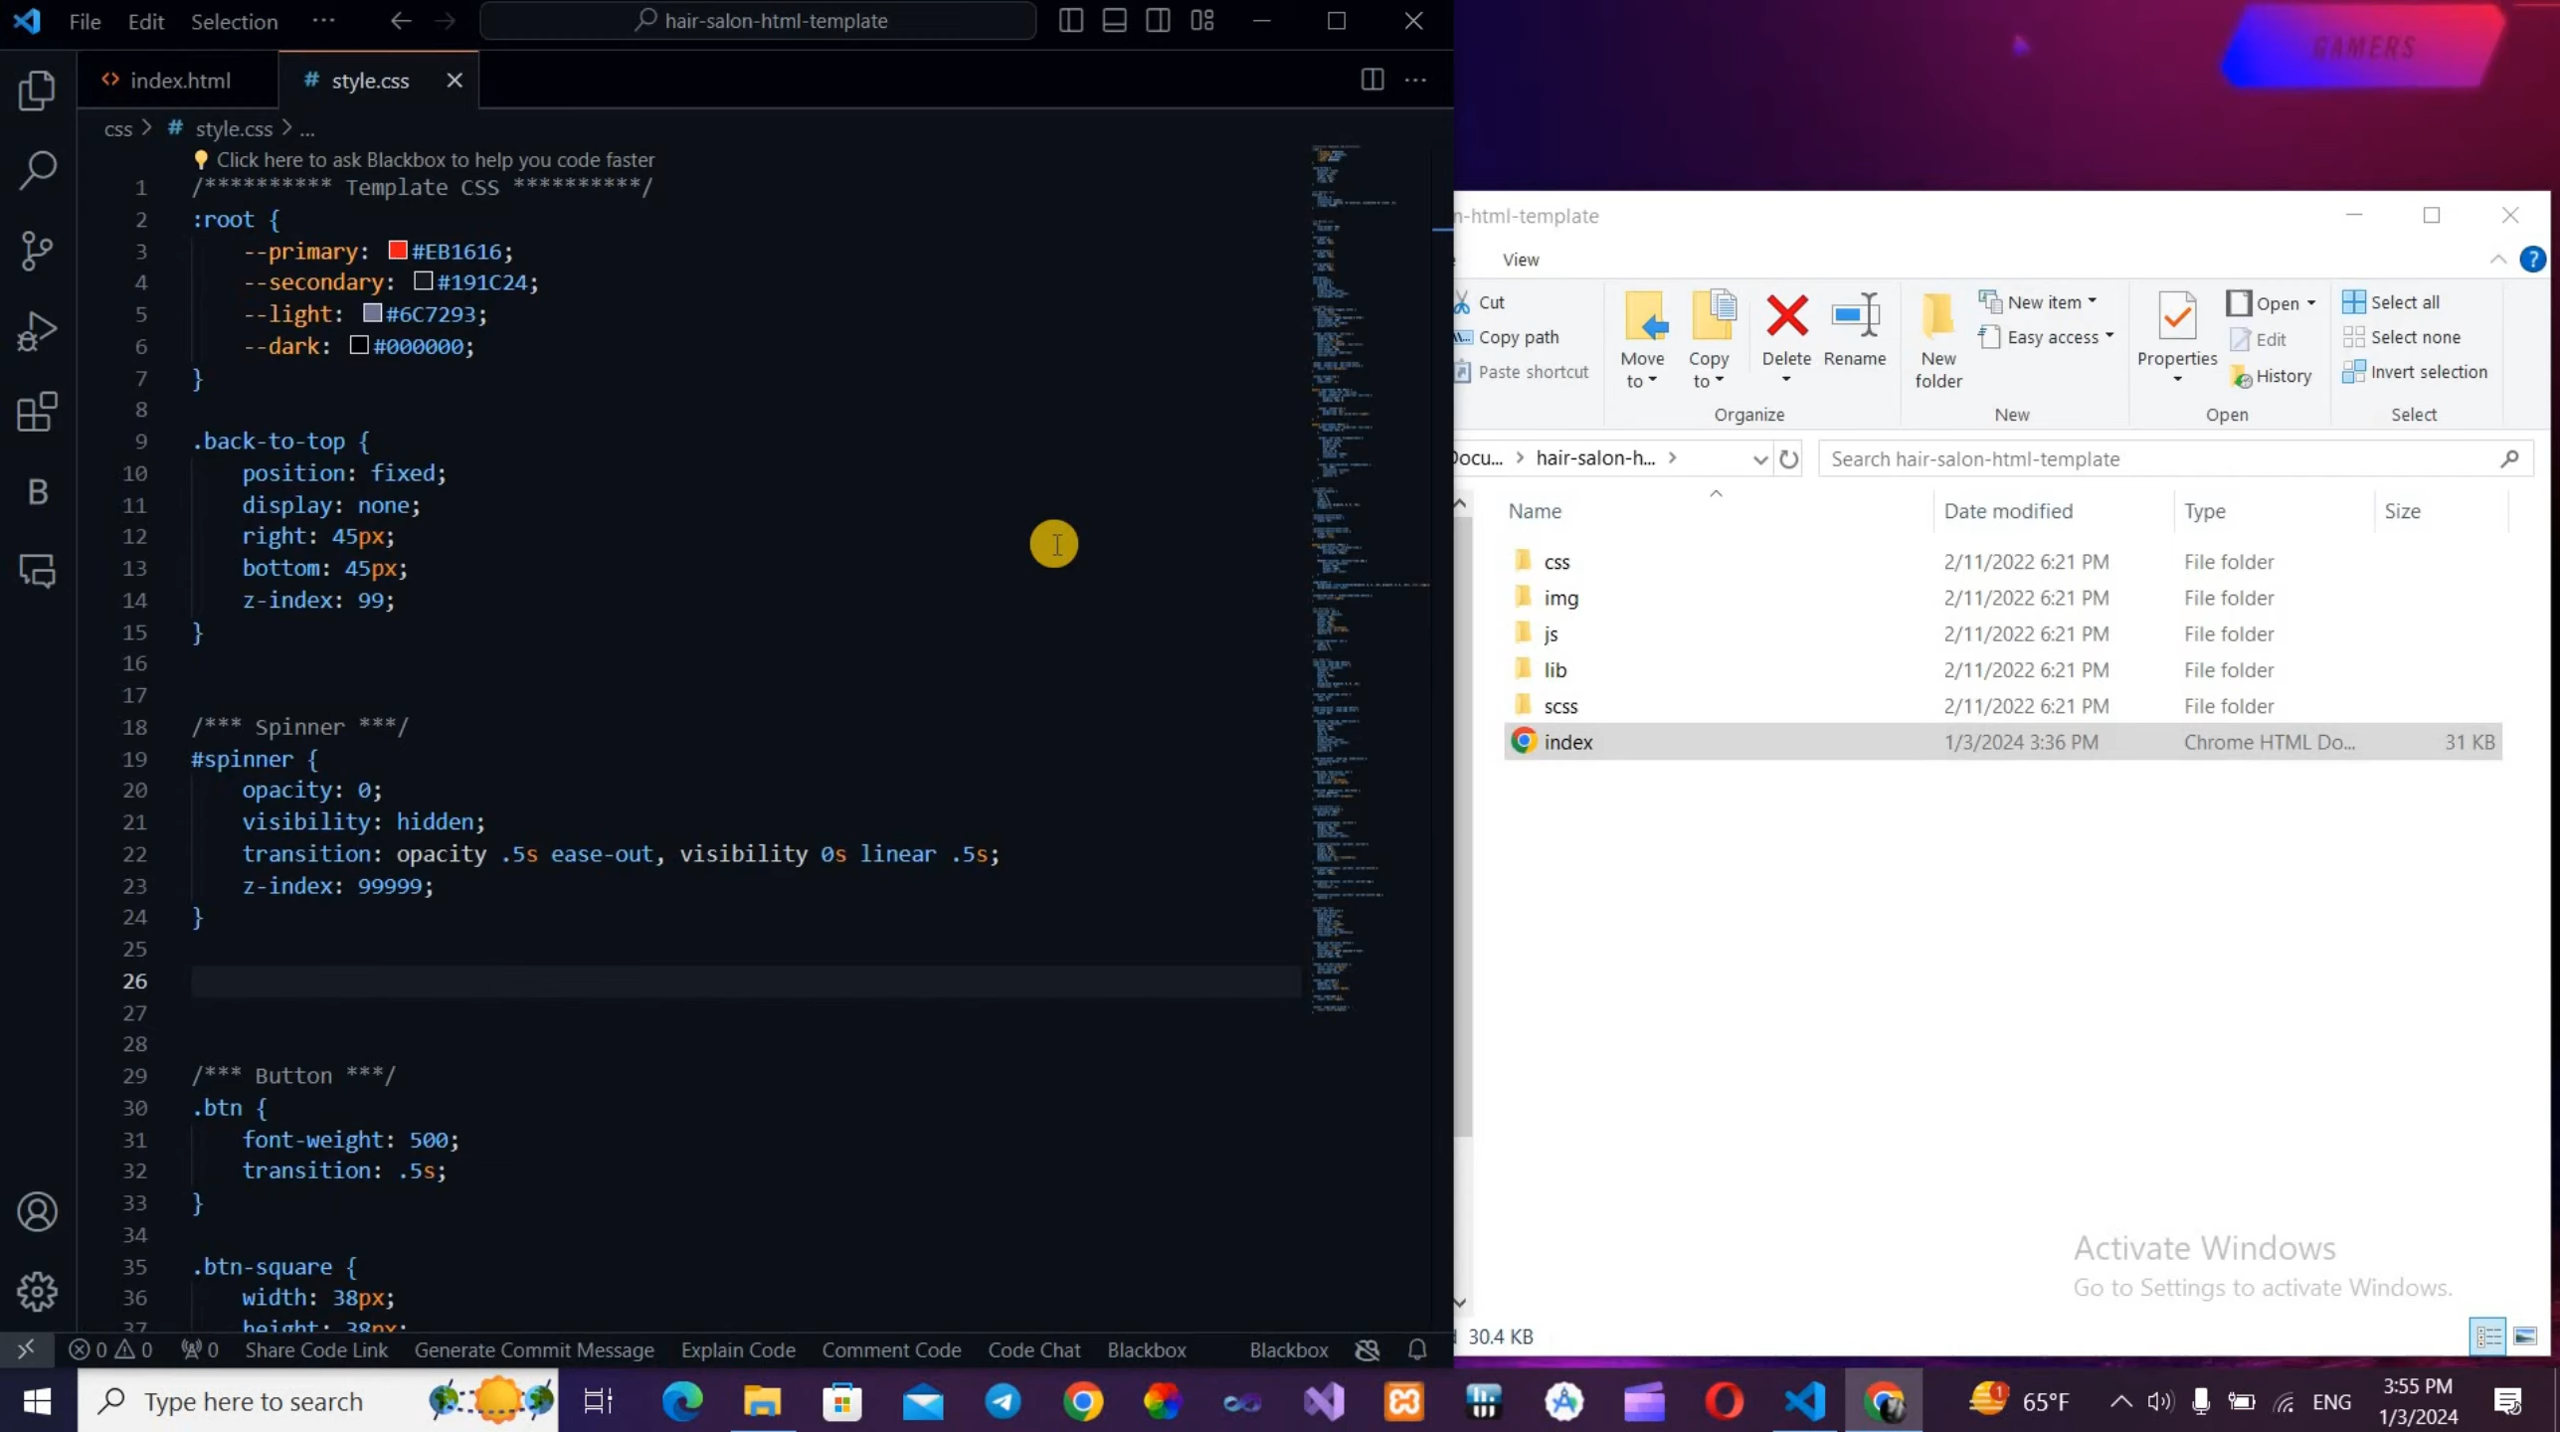 File Edit Selection ··· hair-salon-html-template
index.html # style.css
css > # style.css > ...
Click here to ask Blackbox to help you code faster
1 /********** Template CSS **********/
2 :root {
3 --primary: #EB1616;
4 --secondary: #191C24;
5 --light: #6C7293;
6 --dark: #000000;
7 }
8
9 .back-to-top {
10 position: fixed;
11 display: none;
12 right: 45px;
13 bottom: 45px;
14 z-index: 99;
15 }
16
17
18 /*** Spinner ***/
19 #spinner {
20 opacity: 0;
21 visibility: hidden;
22 transition: opacity .5s ease-out, visibility 0s linear .5s;
23 z-index: 99999;
24 }
25
26
27
28
29 /*** Button ***/
30 .btn {
31 font-weight: 500;
32 transition: .5s;
33 }
34
35 .btn-square {
36 width: 38px;
37 height: 38px;
0 0 0 Share Code Link Generate Commit Message Explain Code Comment Code Code Chat Blackbox Blackbox
GAMERS
n-html-template
View
Cut
Copy path
Paste shortcut
Move to
Copy to
Delete
Rename
Organize
New folder
New item
Easy access
New
Properties
Open
Edit
History
Open
Select all
Select none
Invert selection
Select
Docu... > hair-salon-h... > Search hair-salon-html-template
Name Date modified Type Size
css 2/11/2022 6:21 PM File folder
img 2/11/2022 6:21 PM File folder
js 2/11/2022 6:21 PM File folder
lib 2/11/2022 6:21 PM File folder
scss 2/11/2022 6:21 PM File folder
index 1/3/2024 3:36 PM Chrome HTML Do... 31 KB
Activate Windows
Go to Settings to activate Windows.
30.4 KB
Type here to search
1 65°F ENG 3:55 PM
1/3/2024